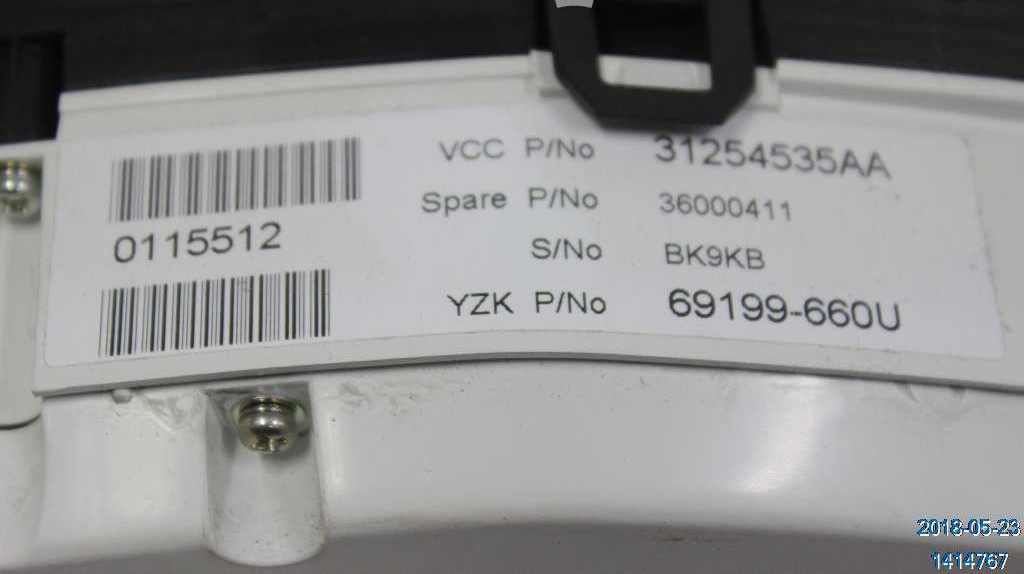 VCC P/No 31254535AA
Spare P/No 36000411
S/No BK9KB
YZK P/No 69199-660U
0115512
2018-05-23
1414767